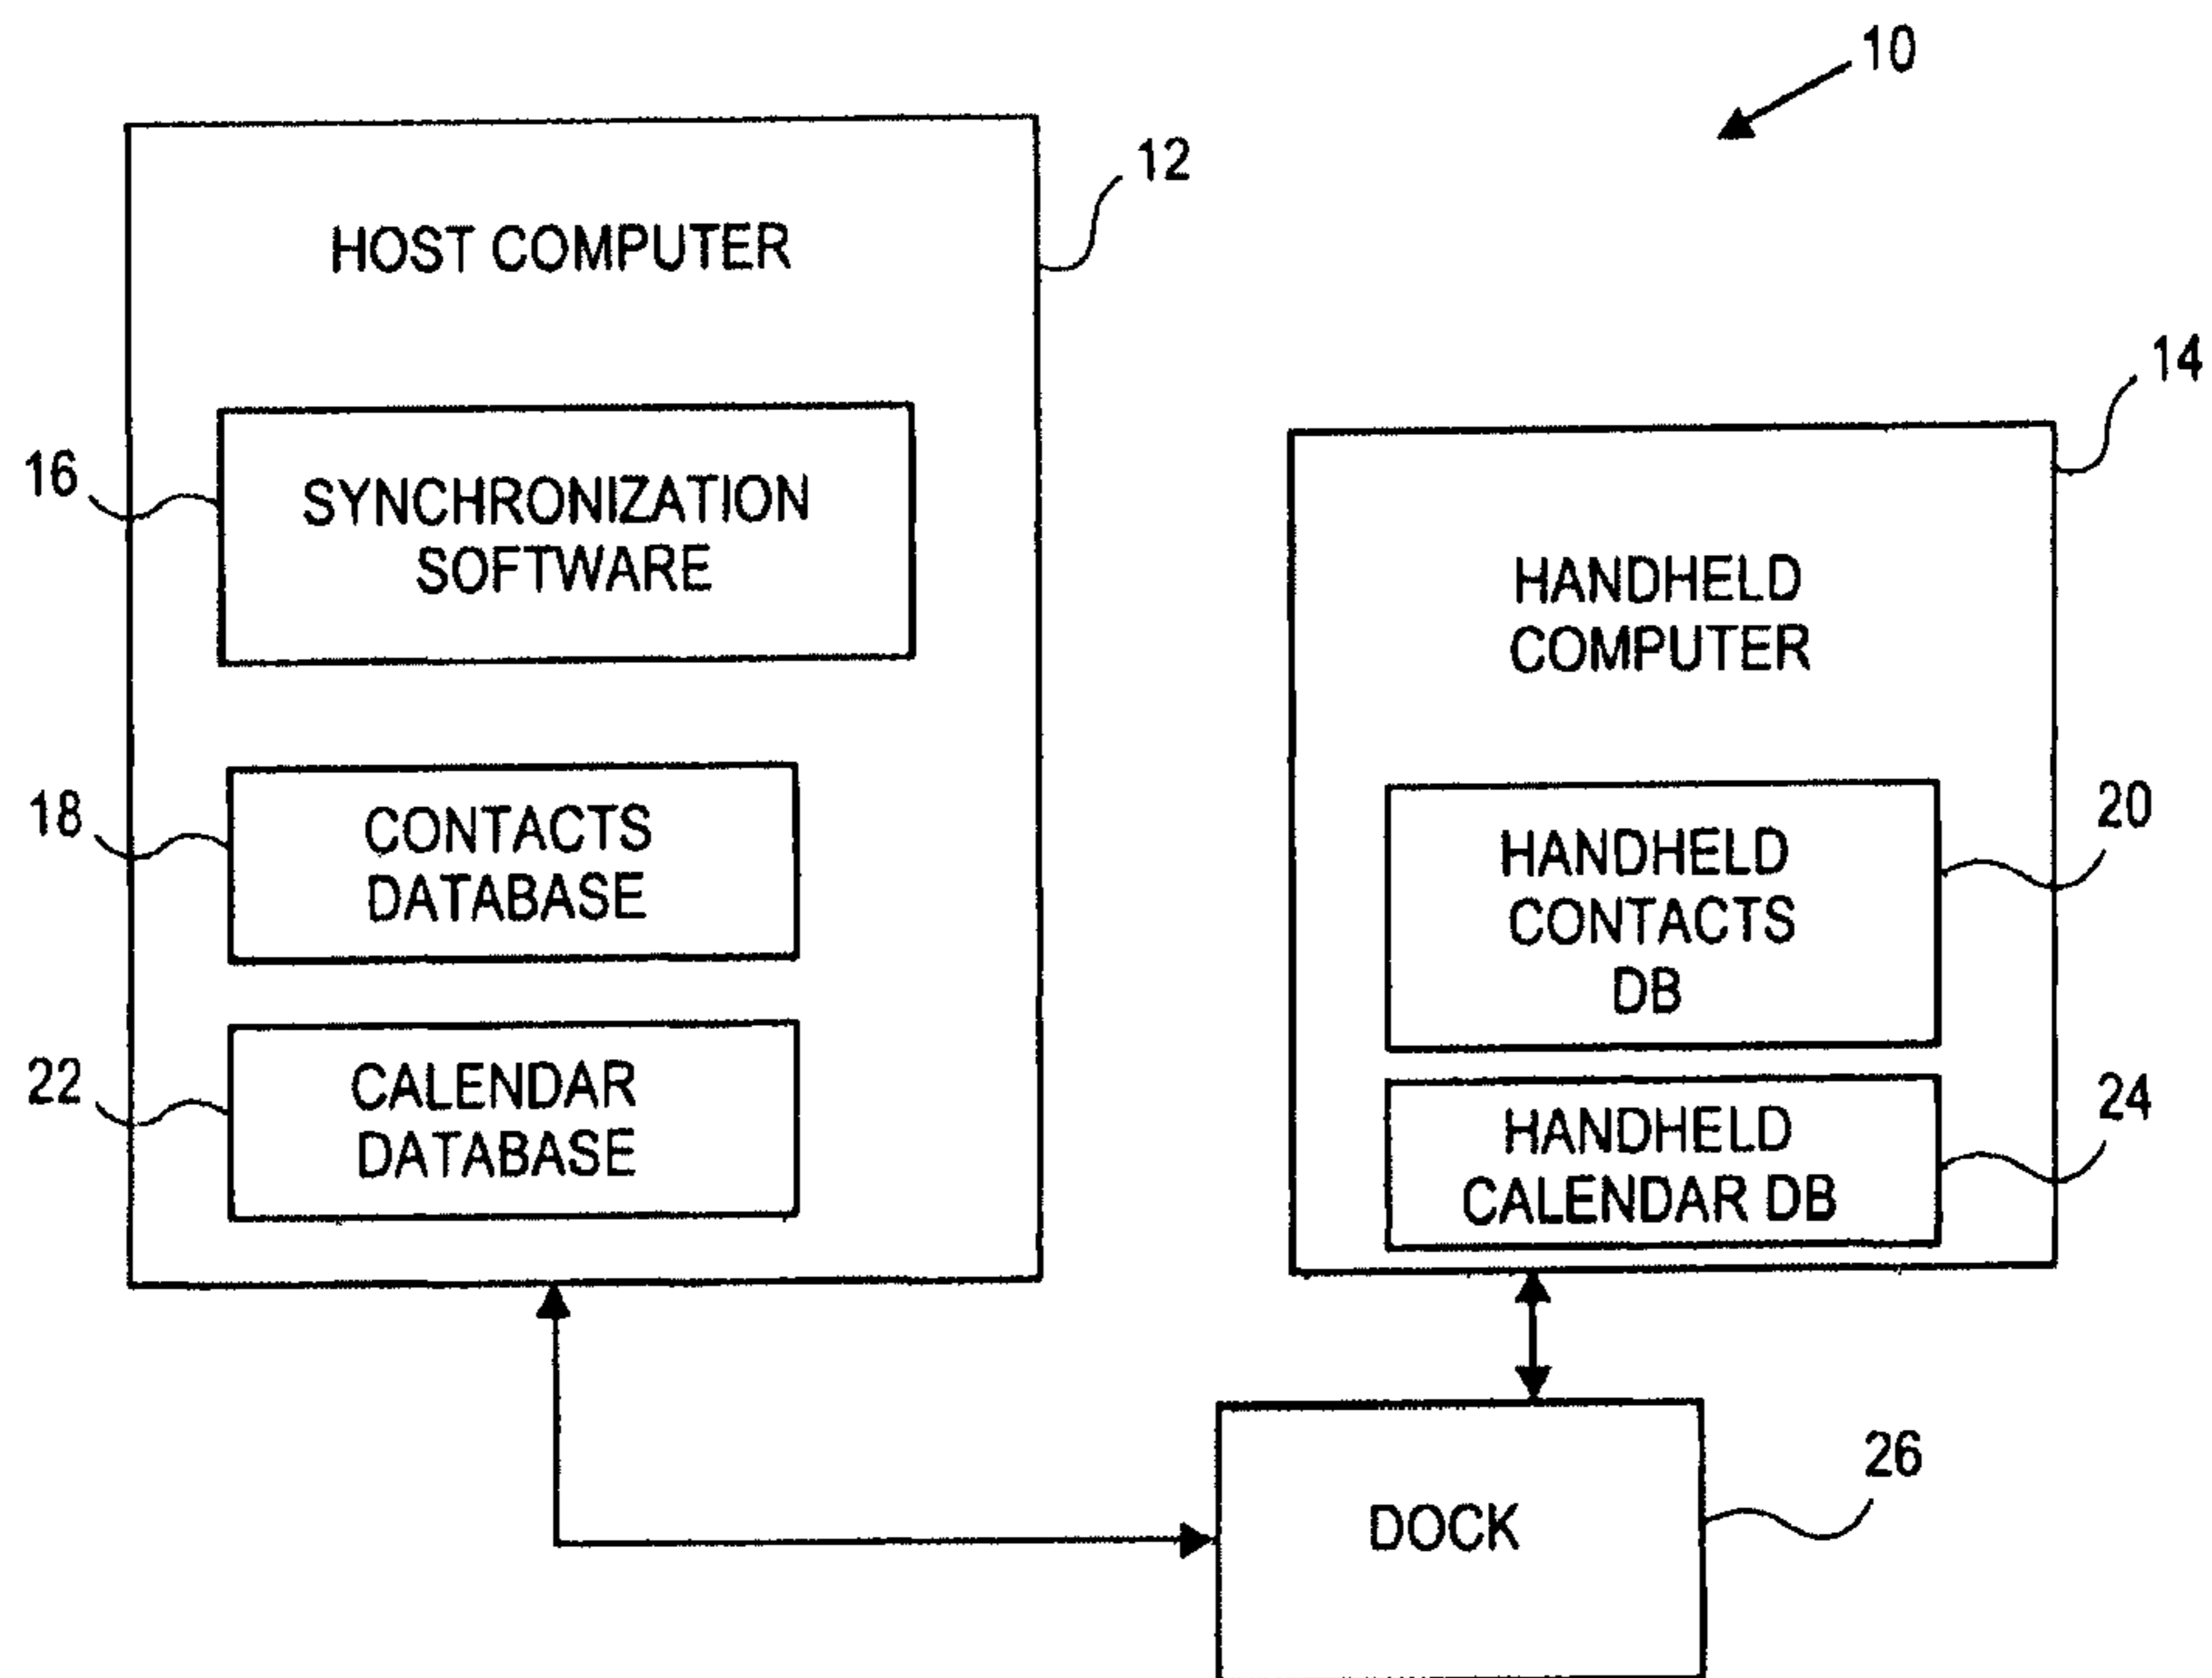 10
12
HOST COMPUTER
14
16
SYNCHRONIZATION
SOFTWARE
HANDHELD
COMPUTER
18
CONTACTS
DATABASE
20
HANDHELD
CONTACTS
DB
22
CALENDAR
DATABASE
24
HANDHELD
CALENDAR DB
26
DOCK